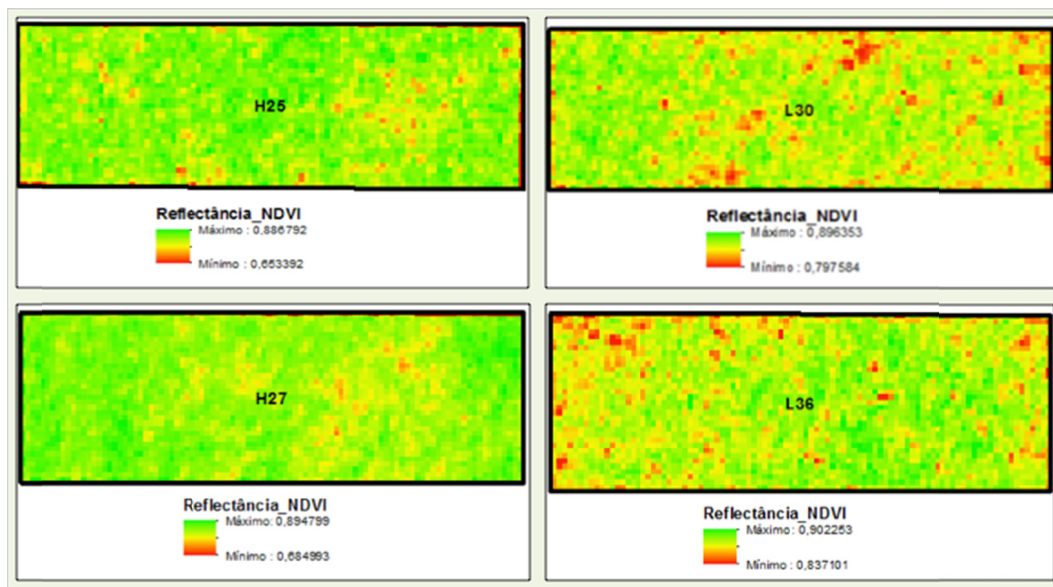 H25
Reflectância_NDVI
Máximo : 0,886792
Mínimo : 0,653392
L30
Reflectância_NDVI
Máximo : 0,896353
Mínimo : 0,797584
H27
Reflectância_NDVI
Máximo: 0,894799
Mínimo : 0,684993
L36
Reflectância_NDVI
Máximo : 0,902253
Mínimo : 0,837101